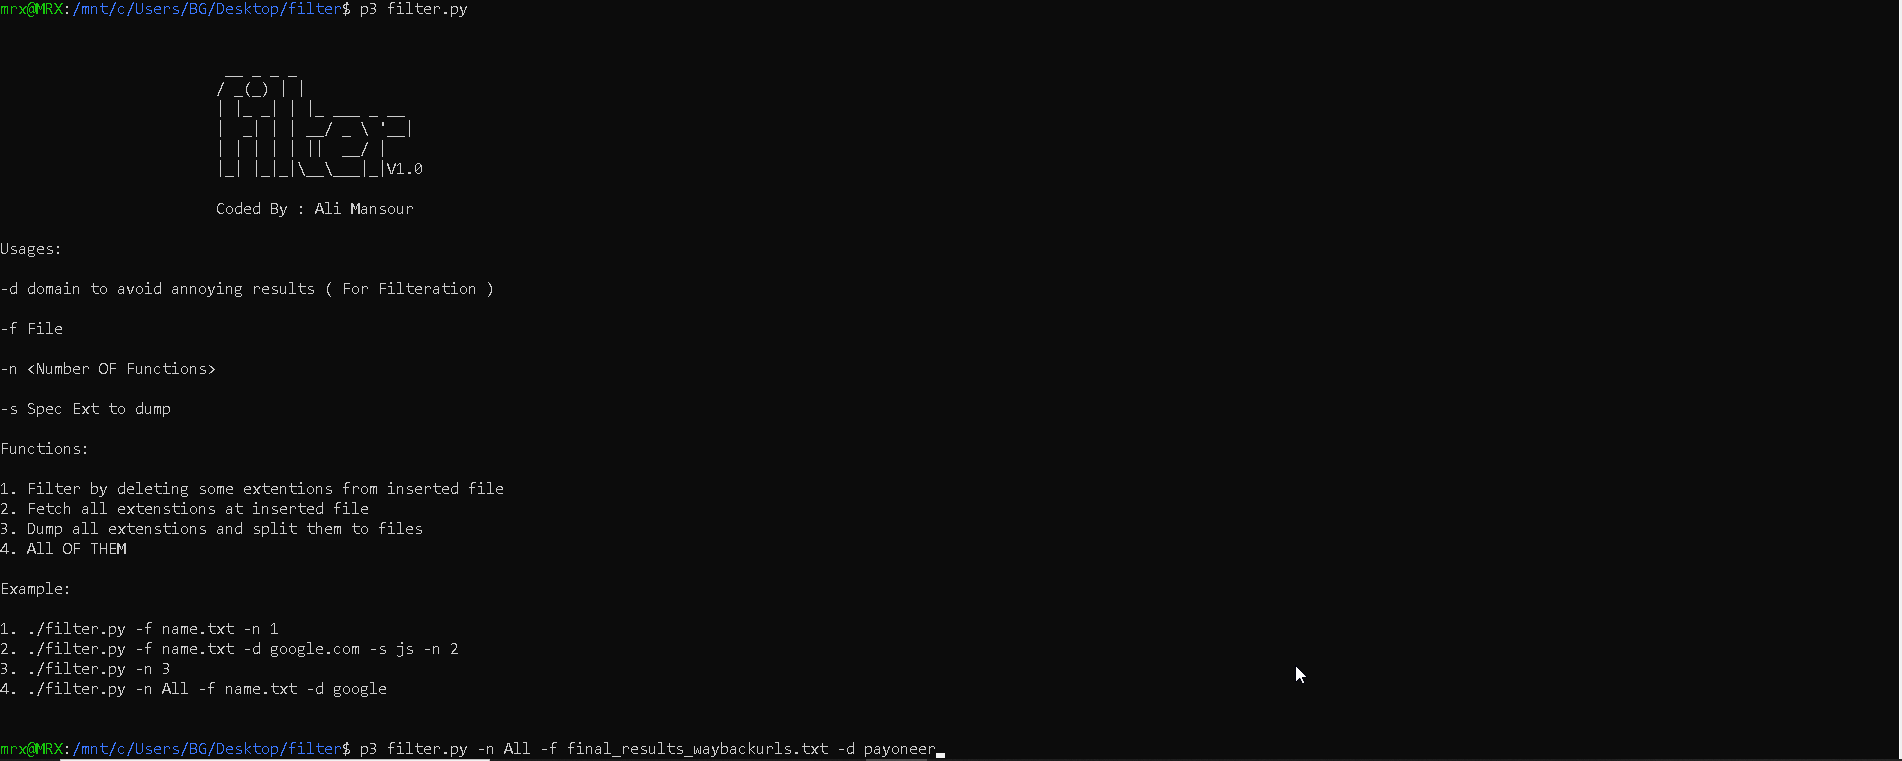 mrx@MRX:/mnt/c/Users/BG/Desktop/filter$ p3 filter.py
 __ _ _ _
/ _(_) | |
| |_ _| | |_ ___ _ __
|  _| | | __/ _ \ '__|
| | | | | ||  __/ |
|_| |_|_|\__\___|_|V1.0
Coded By : Ali Mansour
Usages:
-d domain to avoid annoying results ( For Filteration )
-f File
-n <Number OF Functions>
-s Spec Ext to dump
Functions:
1. Filter by deleting some extentions from inserted file
2. Fetch all extenstions at inserted file
3. Dump all extenstions and split them to files
4. All OF THEM
Example:
1. ./filter.py -f name.txt -n 1
2. ./filter.py -f name.txt -d google.com -s js -n 2
3. ./filter.py -n 3
4. ./filter.py -n All -f name.txt -d google
mrx@MRX:/mnt/c/Users/BG/Desktop/filter$ p3 filter.py -n All -f final_results_waybackurls.txt -d payoneer